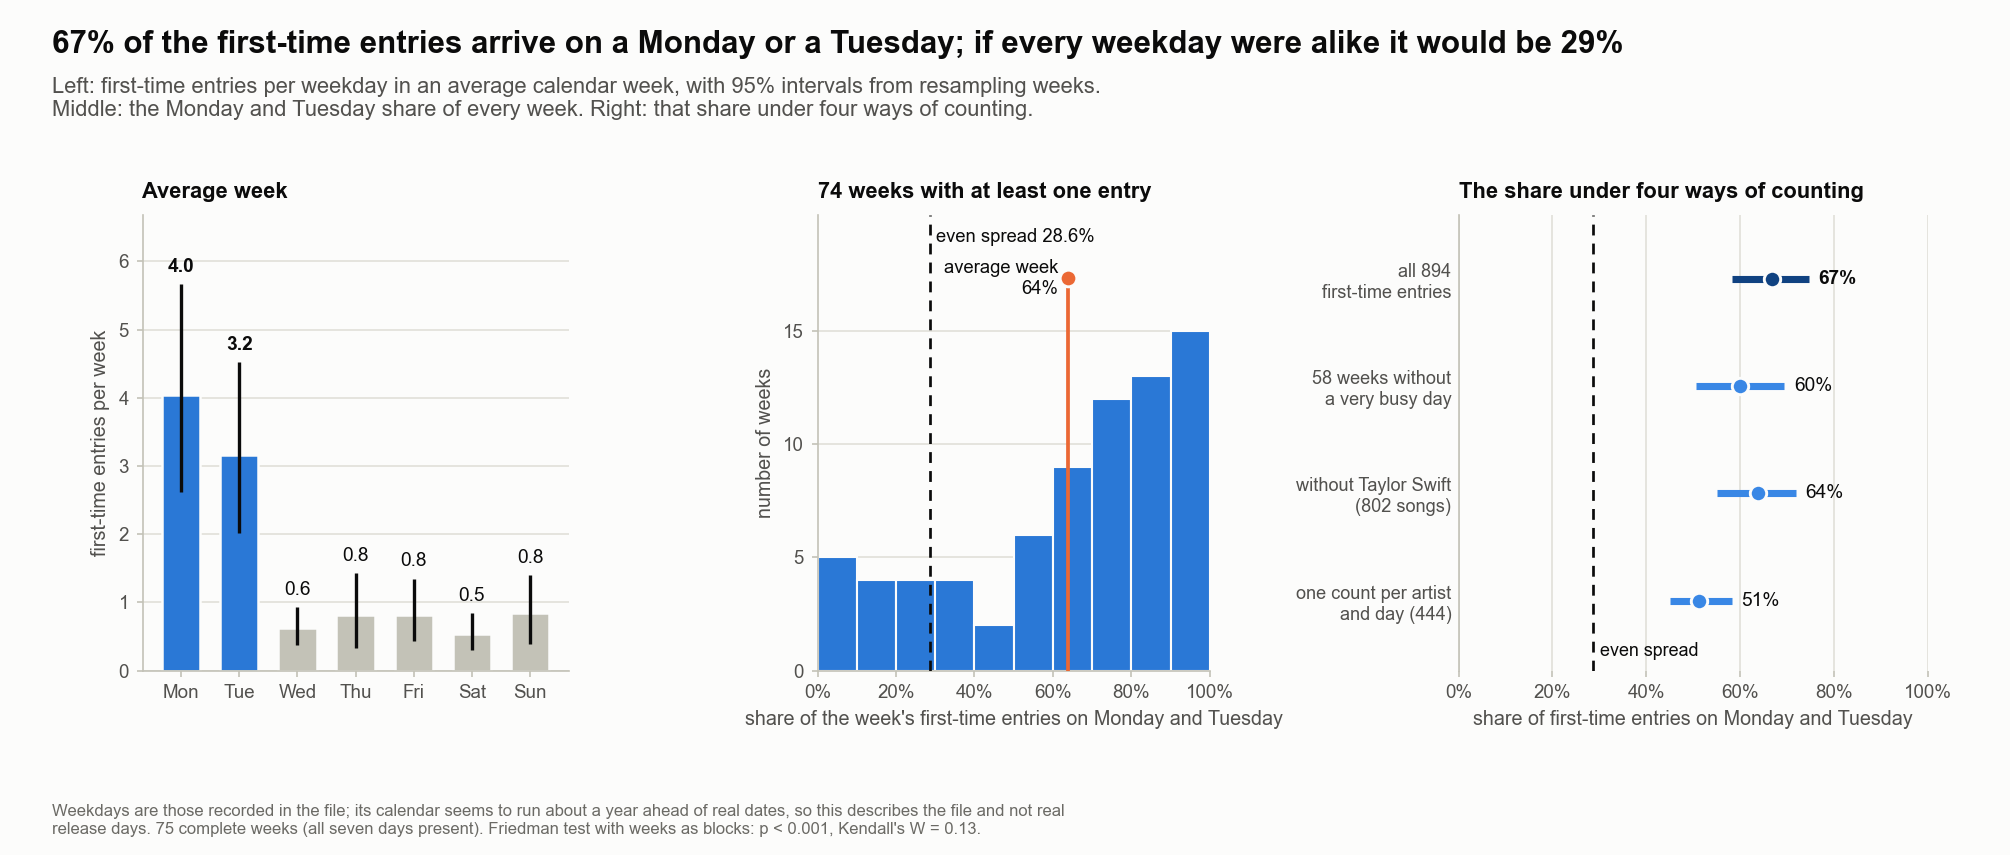 67% of the first-time entries arrive on a Monday or a Tuesday; if every weekday were alike it would be 29%
Left: first-time entries per weekday in an average calendar week, with 95% intervals from resampling weeks.
Middle: the Monday and Tuesday share of every week. Right: that share under four ways of counting.
Average week
first-time entries per week
6
5
4
3
2
1
0
4.0
3.2
0.6
0.8
0.8
0.5
0.8
Mon
Tue
Wed
Thu
Fri
Sat
Sun
74 weeks with at least one entry
number of weeks
15
10
5
0
even spread 28.6%
average week
64%
0%
20%
40%
60%
80%
100%
share of the week's first-time entries on Monday and Tuesday
The share under four ways of counting
all 894
first-time entries
67%
58 weeks without
a very busy day
60%
without Taylor Swift
(802 songs)
64%
one count per artist
and day (444)
51%
even spread
0%
20%
40%
60%
80%
100%
share of first-time entries on Monday and Tuesday
Weekdays are those recorded in the file; its calendar seems to run about a year ahead of real dates, so this describes the file and not real
release days. 75 complete weeks (all seven days present). Friedman test with weeks as blocks: p < 0.001, Kendall's W = 0.13.